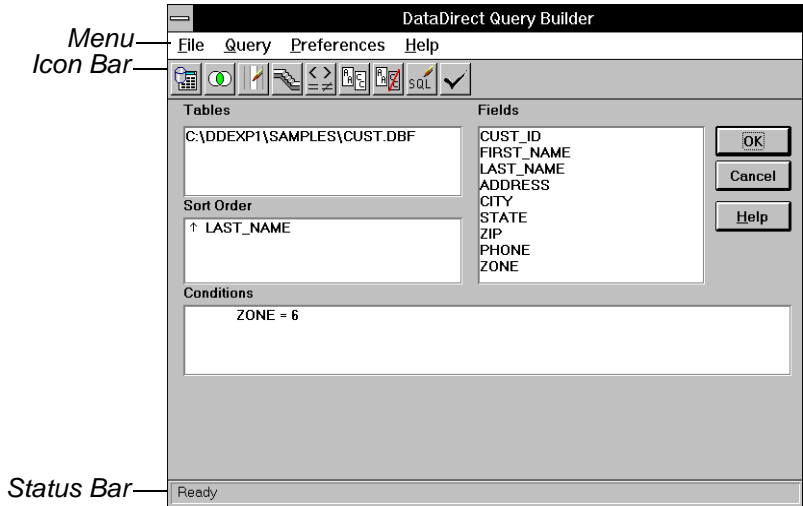 DataDirect Query Builder
Menu
File Query Preferences Help
Icon Bar
SQL
Tables
C:\DDEXP1\SAMPLES\CUST.DBF
Sort Order
↑ LAST_NAME
Fields
CUST_ID
FIRST_NAME
LAST_NAME
ADDRESS
CITY
STATE
ZIP
PHONE
ZONE
OK
Cancel
Help
Conditions
ZONE = 6
Status Bar
Ready